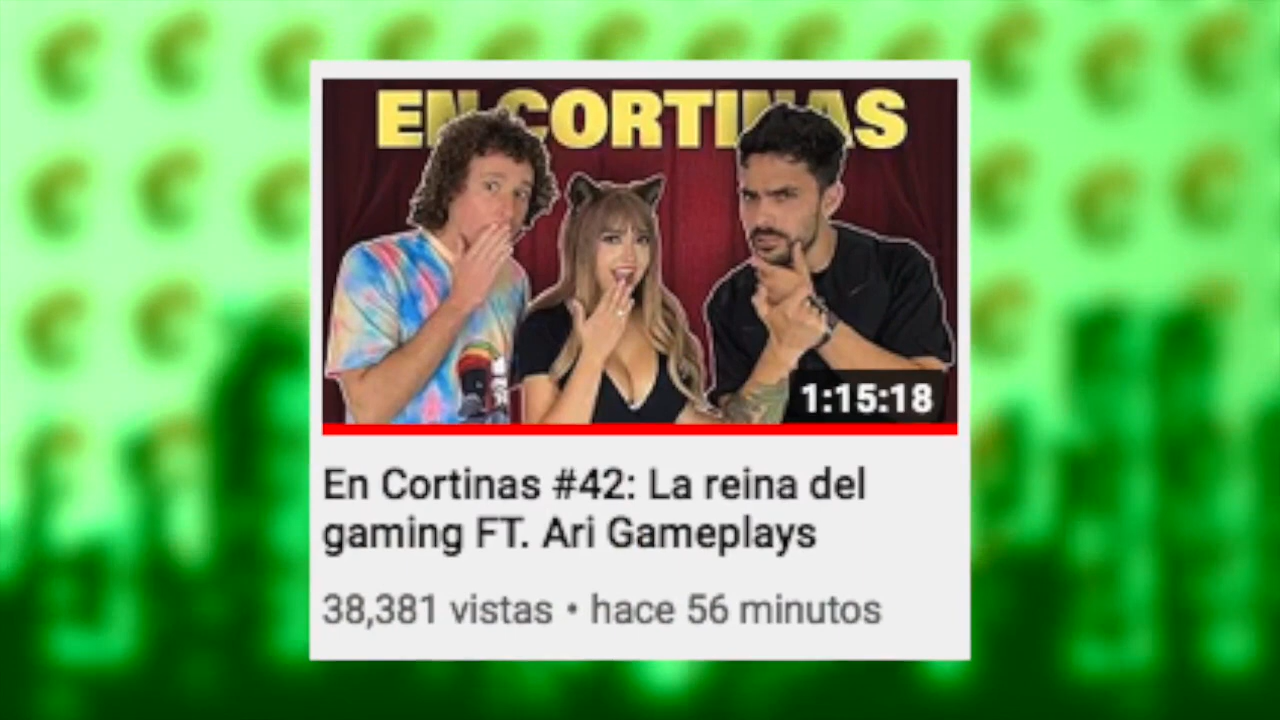 EN CORTINAS
1:15:18
En Cortinas #42: La reina del
gaming FT. Ari Gameplays
38,381 vistas • hace 56 minutos